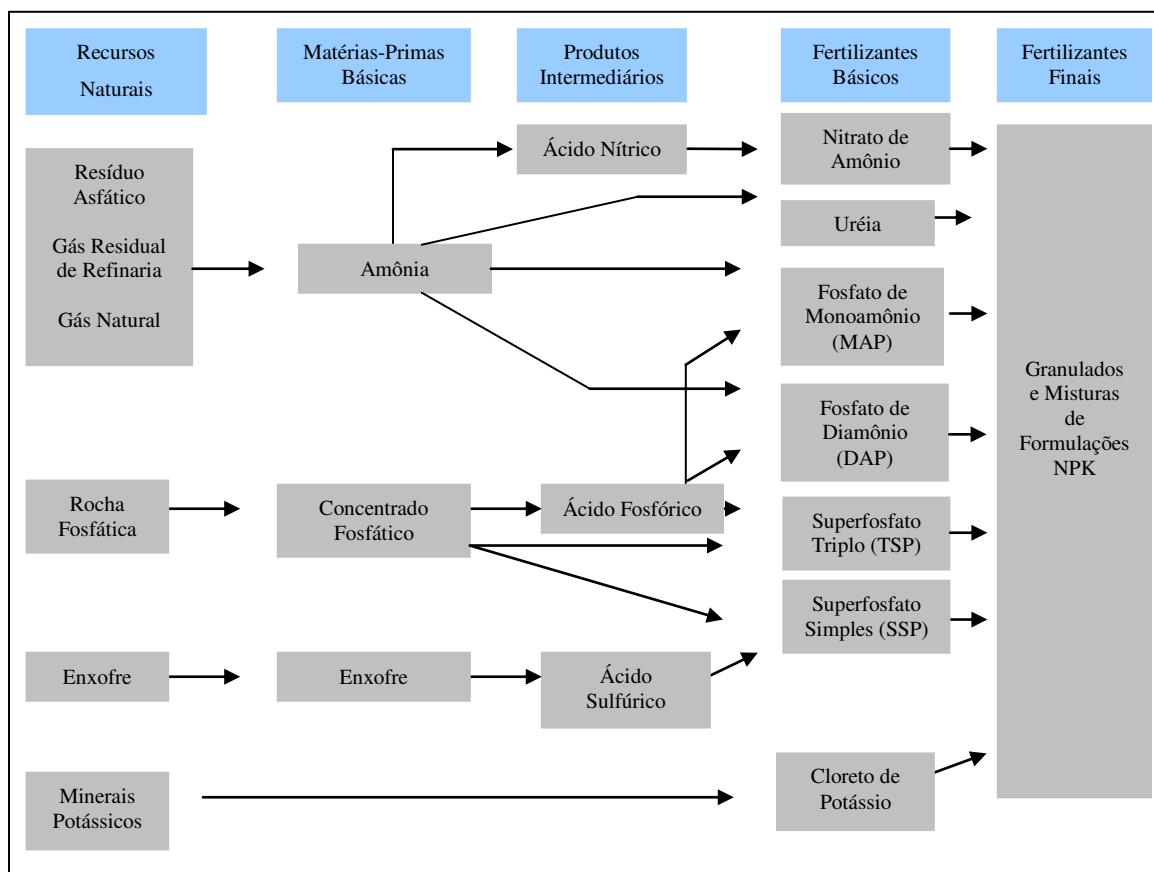 Recursos
Naturais
Matérias-Primas
Básicas
Produtos
Intermediários
Fertilizantes
Básicos
Fertilizantes
Finais
Resíduo
Asfático
Gás Residual
de Refinaria
Gás Natural
Amônia
Ácido Nítrico
Nitrato de
Amônio
Uréia
Fosfato de
Monoamônio
(MAP)
Fosfato de
Diamônio
(DAP)
Granulados
e Misturas
de
Formulações
NPK
Rocha
Fosfática
Concentrado
Fosfático
Ácido Fosfórico
Superfosfato
Triplo (TSP)
Superfosfato
Simples (SSP)
Enxofre
Enxofre
Ácido
Sulfúrico
Minerais
Potássicos
Cloreto de
Potássio